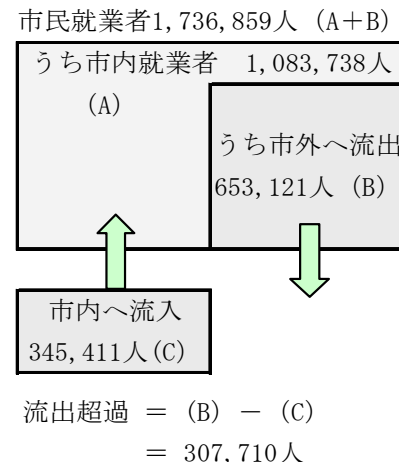 市民就業者1,736,859人 (A＋B)
うち市内就業者　1,083,738人
(A)
うち市外へ流出
653,121人 (B)
市内へ流入
345,411人(C)
流出超過 ＝ (B) － (C)
＝ 307,710人